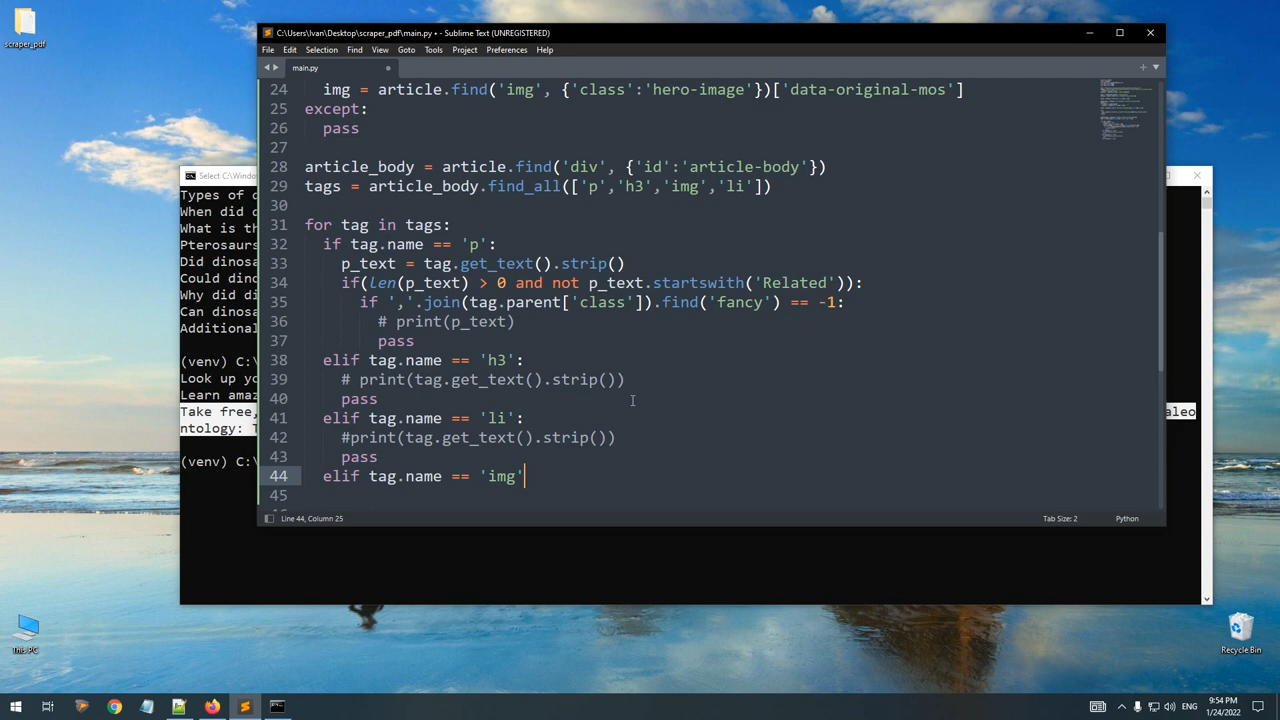 scraper_pdf
C:\Users\Ivan\Desktop\scraper_pdf\main.py • - Sublime Text (UNREGISTERED)
File Edit Selection Find View Goto Tools Project Preferences Help
main.py
24 img = article.find('img', {'class':'hero-image'})['data-original-mos']
25 except:
26 pass
27
28 article_body = article.find('div', {'id':'article-body'})
29 tags = article_body.find_all(['p','h3','img','li'])
30
31 for tag in tags:
32 if tag.name == 'p':
33 p_text = tag.get_text().strip()
34 if(len(p_text) > 0 and not p_text.startswith('Related')):
35 if ','.join(tag.parent['class']).find('fancy') == -1:
36 # print(p_text)
37 pass
38 elif tag.name == 'h3':
39 # print(tag.get_text().strip())
40 pass
41 elif tag.name == 'li':
42 #print(tag.get_text().strip())
43 pass
44 elif tag.name == 'img'
45
Line 44, Column 25
Tab Size: 2
Python
Select C:\Windo
Types of d
When did d
What is th
Pterosaurs
Did dinosa
Could dino
Why did di
Can dinosa
Additional
(venv) C:\
Look up yo
Learn amaz
Take free,
aleo
ntology: T
(venv) C:\
This PC
Recycle Bin
ENG
9:54 PM
1/24/2022